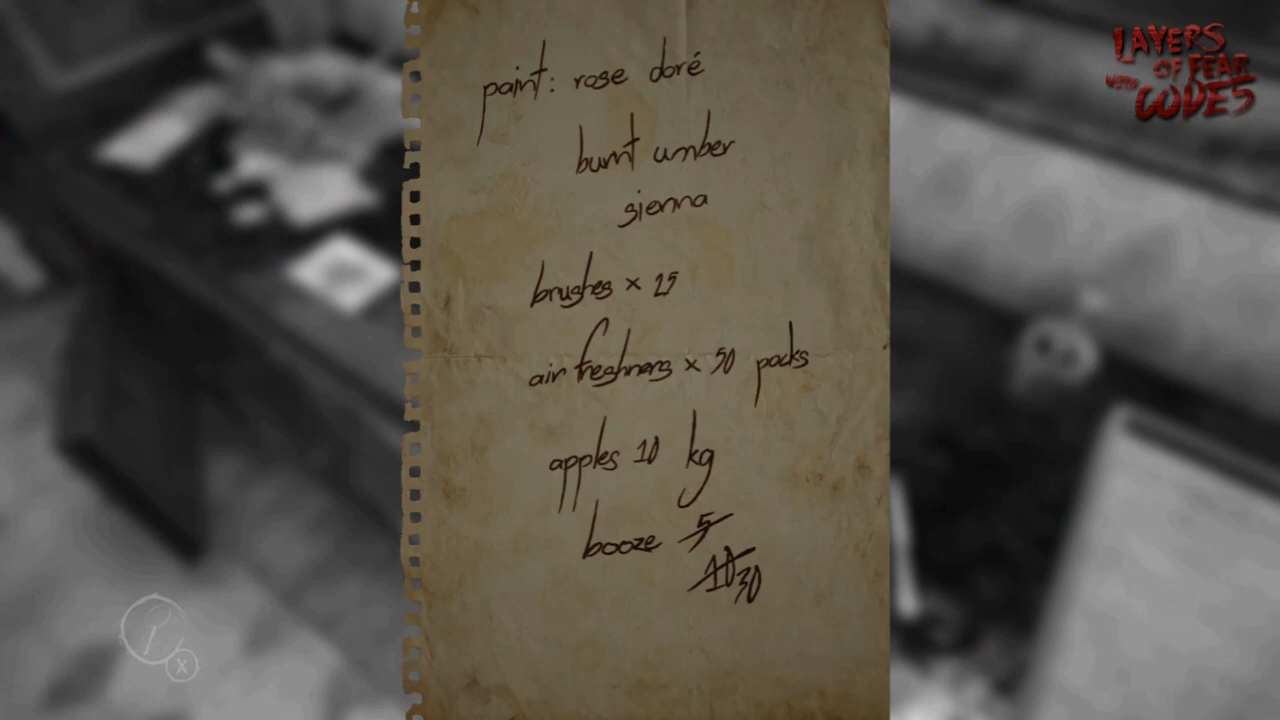 LAYERS
OF FEAR
WITH
CODES
paint: rose doré
burnt umber
sienna
brushes × 25
air freshners × 50 packs
apples 10 kg
booze 5
10 30
X